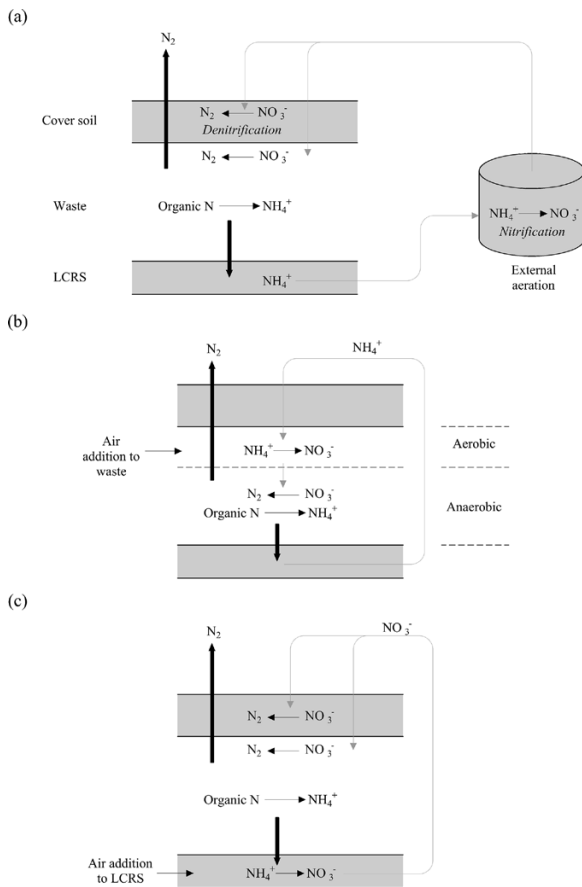 (a)
N₂
Cover soil
N₂ NO₃⁻
Denitrification
N₂ NO₃⁻
Waste
Organic N NH₄⁺
NH₄⁺ NO₃⁻
Nitrification
LCRS
NH₄⁺
External
aeration
(b)
N₂
NH₄⁺
Air
addition to
waste
NH₄⁺ NO₃⁻
Aerobic
N₂ NO₃⁻
Organic N NH₄⁺
Anaerobic
(c)
N₂
NO₃⁻
N₂ NO₃⁻
N₂ NO₃⁻
Organic N NH₄⁺
Air addition
to LCRS
NH₄⁺ NO₃⁻